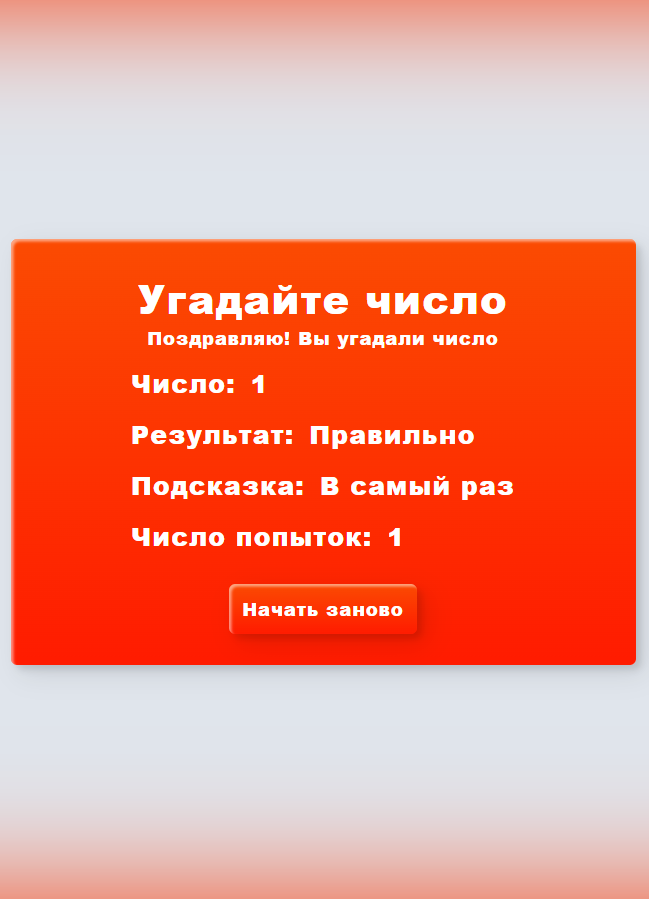 Угадайте число
Поздравляю! Вы угадали число
Число: 1
Результат: Правильно
Подсказка: В самый раз
Число попыток: 1
Начать заново